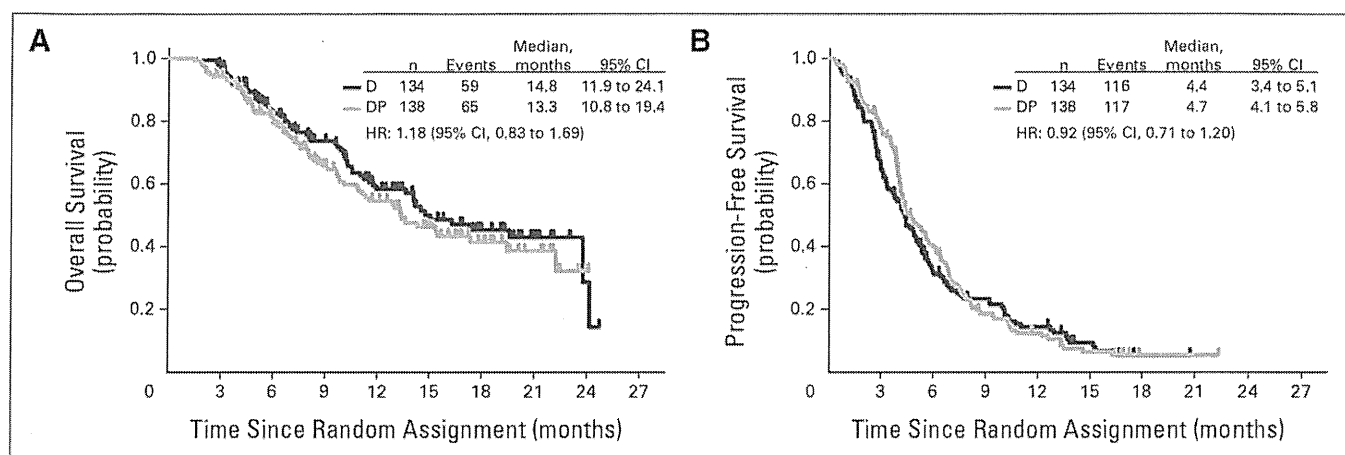 A
Median,
n Events months 95% CI
D 134 59 14.8 11.9 to 24.1
DP 138 65 13.3 10.8 to 19.4
HR: 1.18 (95% CI, 0.83 to 1.69)
Overall Survival
(probability)
1.0
0.8
0.6
0.4
0.2
0 3 6 9 12 15 18 21 24 27
Time Since Random Assignment (months)
B
Median,
n Events months 95% CI
D 134 116 4.4 3.4 to 5.1
DP 138 117 4.7 4.1 to 5.8
HR: 0.92 (95% CI, 0.71 to 1.20)
Progression-Free Survival
(probability)
1.0
0.8
0.6
0.4
0.2
0 3 6 9 12 15 18 21 24 27
Time Since Random Assignment (months)